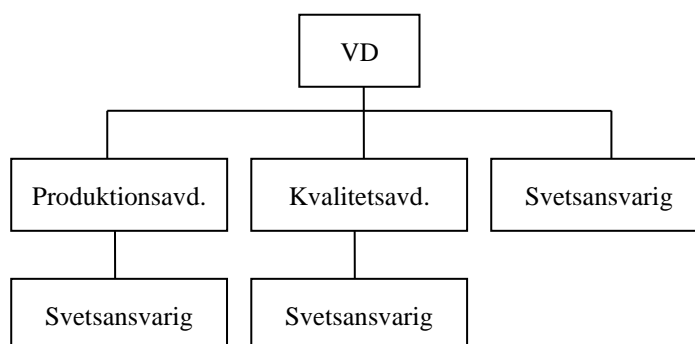 VD
Produktionsavd.
Kvalitetsavd.
Svetsansvarig
Svetsansvarig
Svetsansvarig